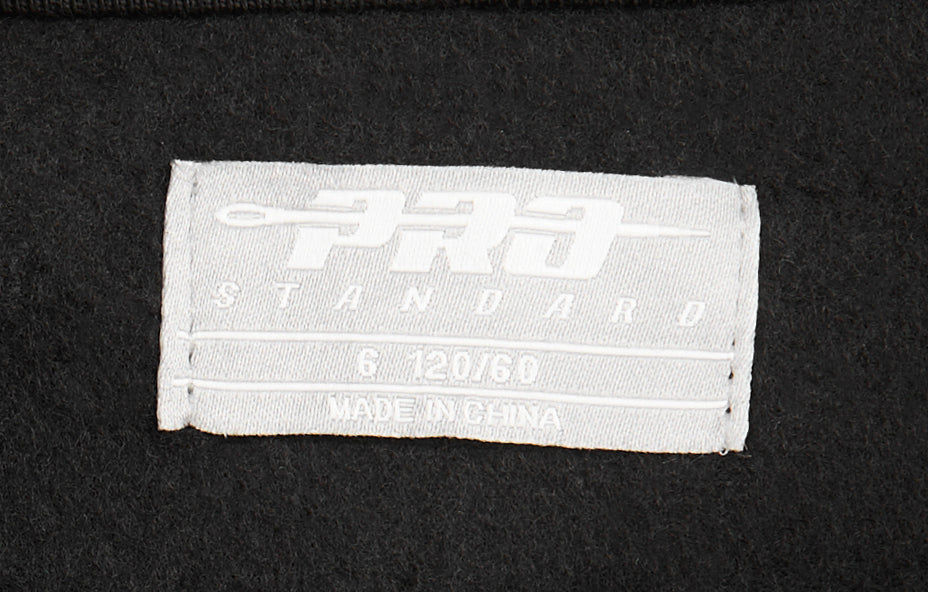 PRO
STANDARD
6 120/60
MADE IN CHINA